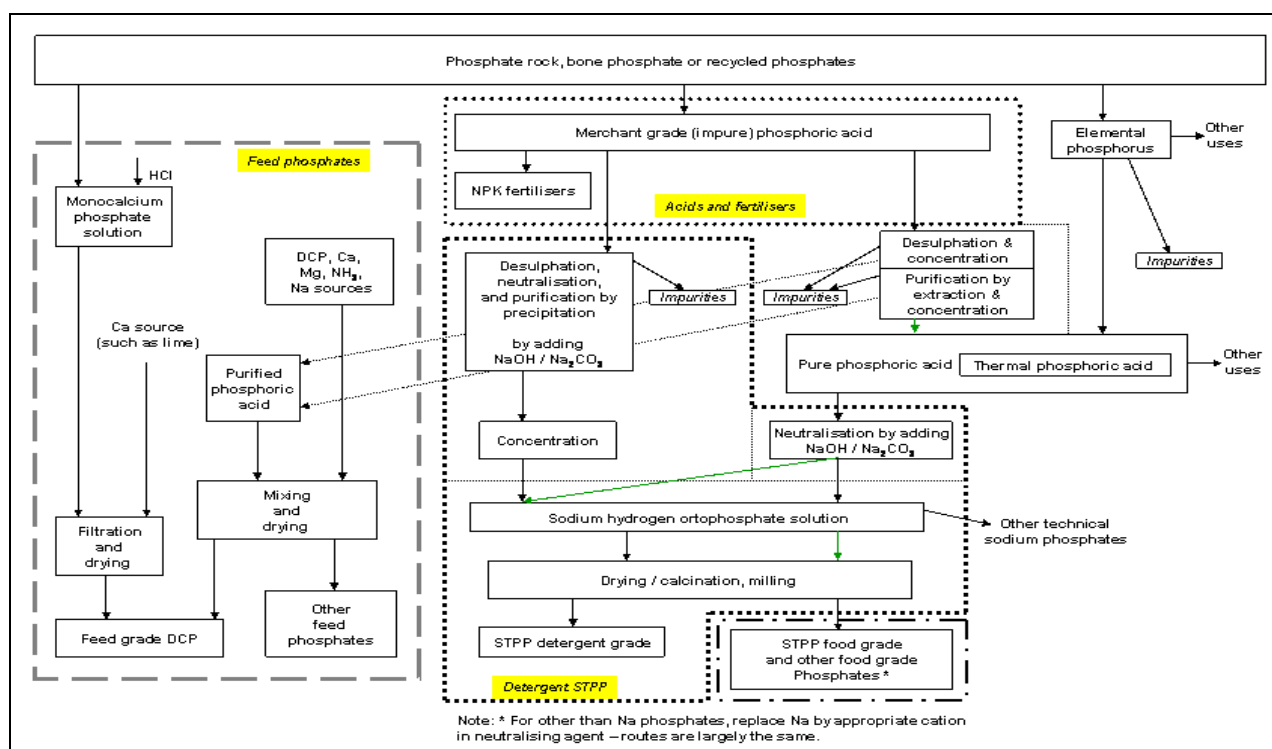 Phosphate rock, bone phosphate or recycled phosphates
Merchant grade (impure) phosphoric acid
Elemental
phosphorus
Other
uses
Feed phosphates
HCl
Monocalcium
phosphate
solution
NPK fertilisers
Acids and fertilisers
DCP, Ca,
Mg, NH₃,
Na sources
Desulphation,
neutralisation,
and purification by
precipitation
by adding
NaOH / Na₂CO₃
Impurities
Impurities
Desulphation &
concentration
Purification by
extraction &
concentration
Impurities
Ca source
(such as lime)
Purified
phosphoric
acid
Pure phosphoric acid
Thermal phosphoric acid
Other
uses
Concentration
Neutralisation by adding
NaOH / Na₂CO₃
Mixing
and
drying
Filtration
and
drying
Sodium hydrogen ortophosphate solution
Other technical
sodium phosphates
Drying / calcination, milling
Feed grade DCP
Other
feed
phosphates
STPP detergent grade
STPP food grade
and other food grade
Phosphates *
Detergent STPP
Note: * For other than Na phosphates, replace Na by appropriate cation
in neutralising agent – routes are largely the same.